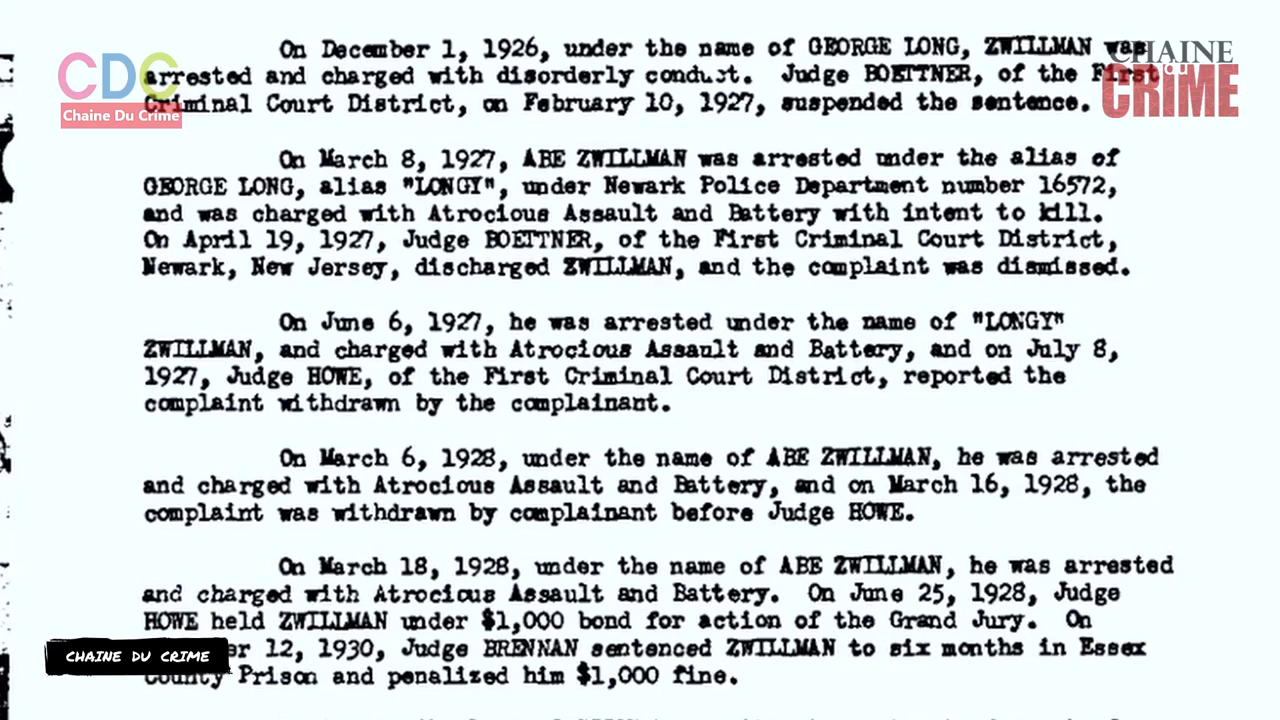 On December 1, 1926, under the name of GEORGE LONG, ZWILLMAN was
arrested and charged with disorderly conduct. Judge BOETTNER, of the First
Criminal Court District, on February 10, 1927, suspended the sentence.
On March 8, 1927, ABE ZWILLMAN was arrested under the alias of
GEORGE LONG, alias "LONGY", under Newark Police Department number 16572,
and was charged with Atrocious Assault and Battery with intent to kill.
On April 19, 1927, Judge BOETTNER, of the First Criminal Court District,
Newark, New Jersey, discharged ZWILLMAN, and the complaint was dismissed.
On June 6, 1927, he was arrested under the name of "LONGY"
ZWILLMAN, and charged with Atrocious Assault and Battery, and on July 8,
1927, Judge HOWE, of the First Criminal Court District, reported the
complaint withdrawn by the complainant.
On March 6, 1928, under the name of ABE ZWILLMAN, he was arrested
and charged with Atrocious Assault and Battery, and on March 16, 1928, the
complaint was withdrawn by complainant before Judge HOWE.
On March 18, 1928, under the name of ABE ZWILLMAN, he was arrested
and charged with Atrocious Assault and Battery. On June 25, 1928, Judge
HOWE held ZWILLMAN under $1,000 bond for action of the Grand Jury. On
12, 1930, Judge BRENNAN sentenced ZWILLMAN to six months in Essex
County Prison and penalized him $1,000 fine.
CDC
Chaine Du Crime
CHAINE
du
CRIME
CHAINE DU CRIME